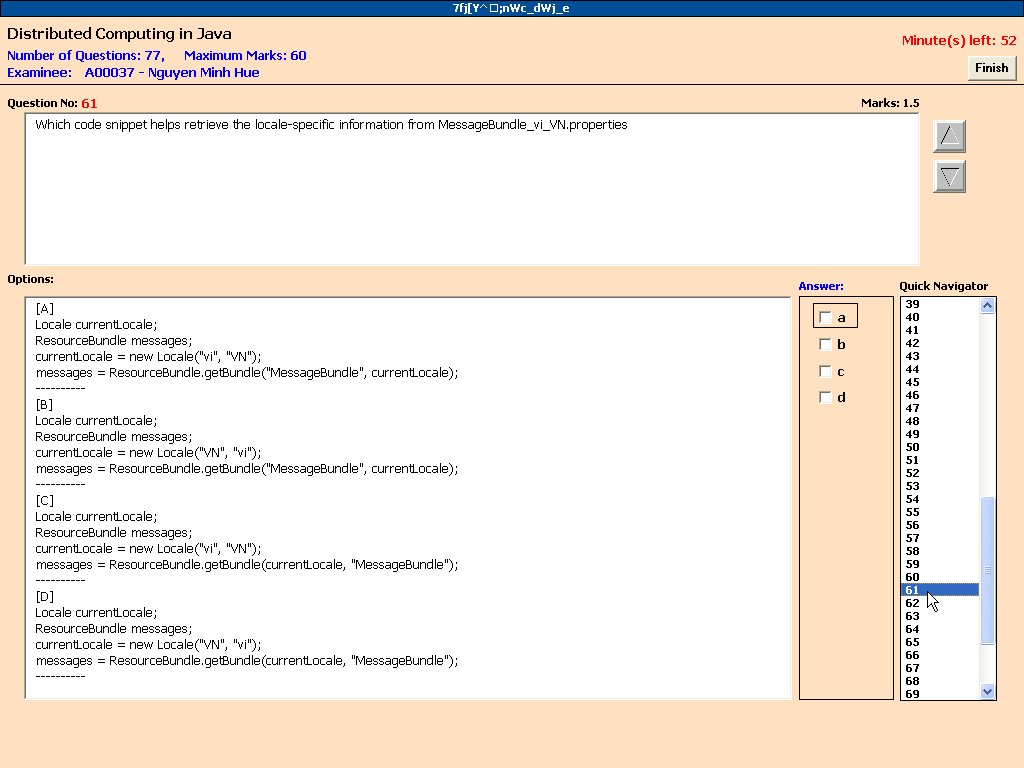 7fj[Y^ □;nWc_dWj_e
Distributed Computing in Java
Number of Questions: 77, Maximum Marks: 60
Minute(s) left: 52
Examinee: A00037 - Nguyen Minh Hue
Finish
Question No: 61
Marks: 1.5
Which code snippet helps retrieve the locale-specific information from MessageBundle_vi_VN.properties
Options:
Answer:
Quick Navigator
[A]
Locale currentLocale;
ResourceBundle messages;
currentLocale = new Locale("vi", "VN");
messages = ResourceBundle.getBundle("MessageBundle", currentLocale);
----------
[B]
Locale currentLocale;
ResourceBundle messages;
currentLocale = new Locale("VN", "vi");
messages = ResourceBundle.getBundle("MessageBundle", currentLocale);
----------
[C]
Locale currentLocale;
ResourceBundle messages;
currentLocale = new Locale("vi", "VN");
messages = ResourceBundle.getBundle(currentLocale, "MessageBundle");
----------
[D]
Locale currentLocale;
ResourceBundle messages;
currentLocale = new Locale("VN", "vi");
messages = ResourceBundle.getBundle(currentLocale, "MessageBundle");
----------
a
b
c
d
39
40
41
42
43
44
45
46
47
48
49
50
51
52
53
54
55
56
57
58
59
60
61
62
63
64
65
66
67
68
69